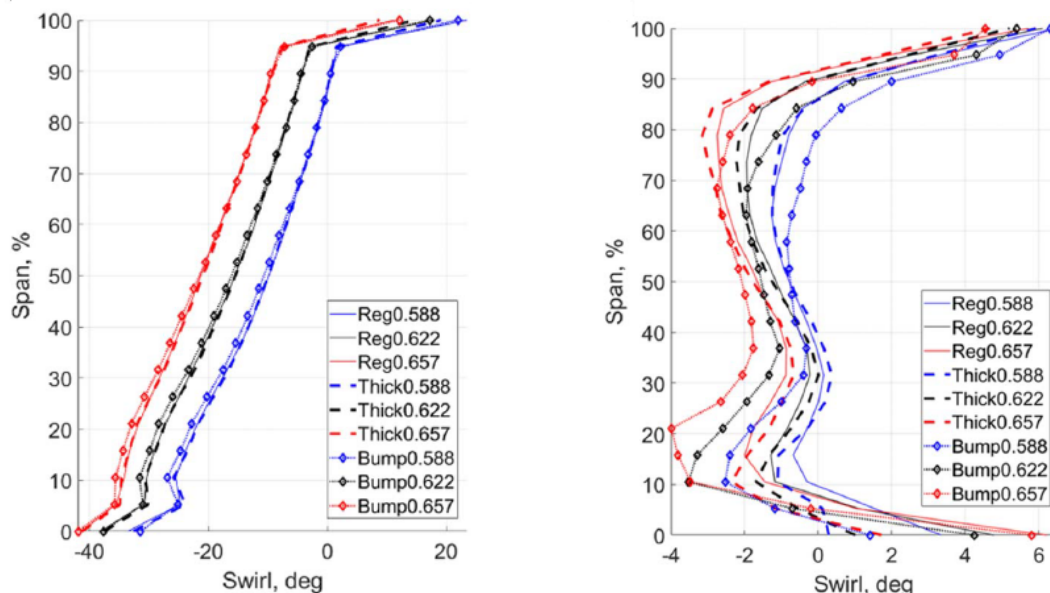 100
90
80
70
60
50
40
30
20
10
0
Span, %
-40
-20
0
20
Swirl, deg
Reg0.588
Reg0.622
Reg0.657
Thick0.588
Thick0.622
Thick0.657
Bump0.588
Bump0.622
Bump0.657
100
90
80
70
60
50
40
30
20
10
0
Span, %
-4
-2
0
2
4
6
Swirl, deg
Reg0.588
Reg0.622
Reg0.657
Thick0.588
Thick0.622
Thick0.657
Bump0.588
Bump0.622
Bump0.657